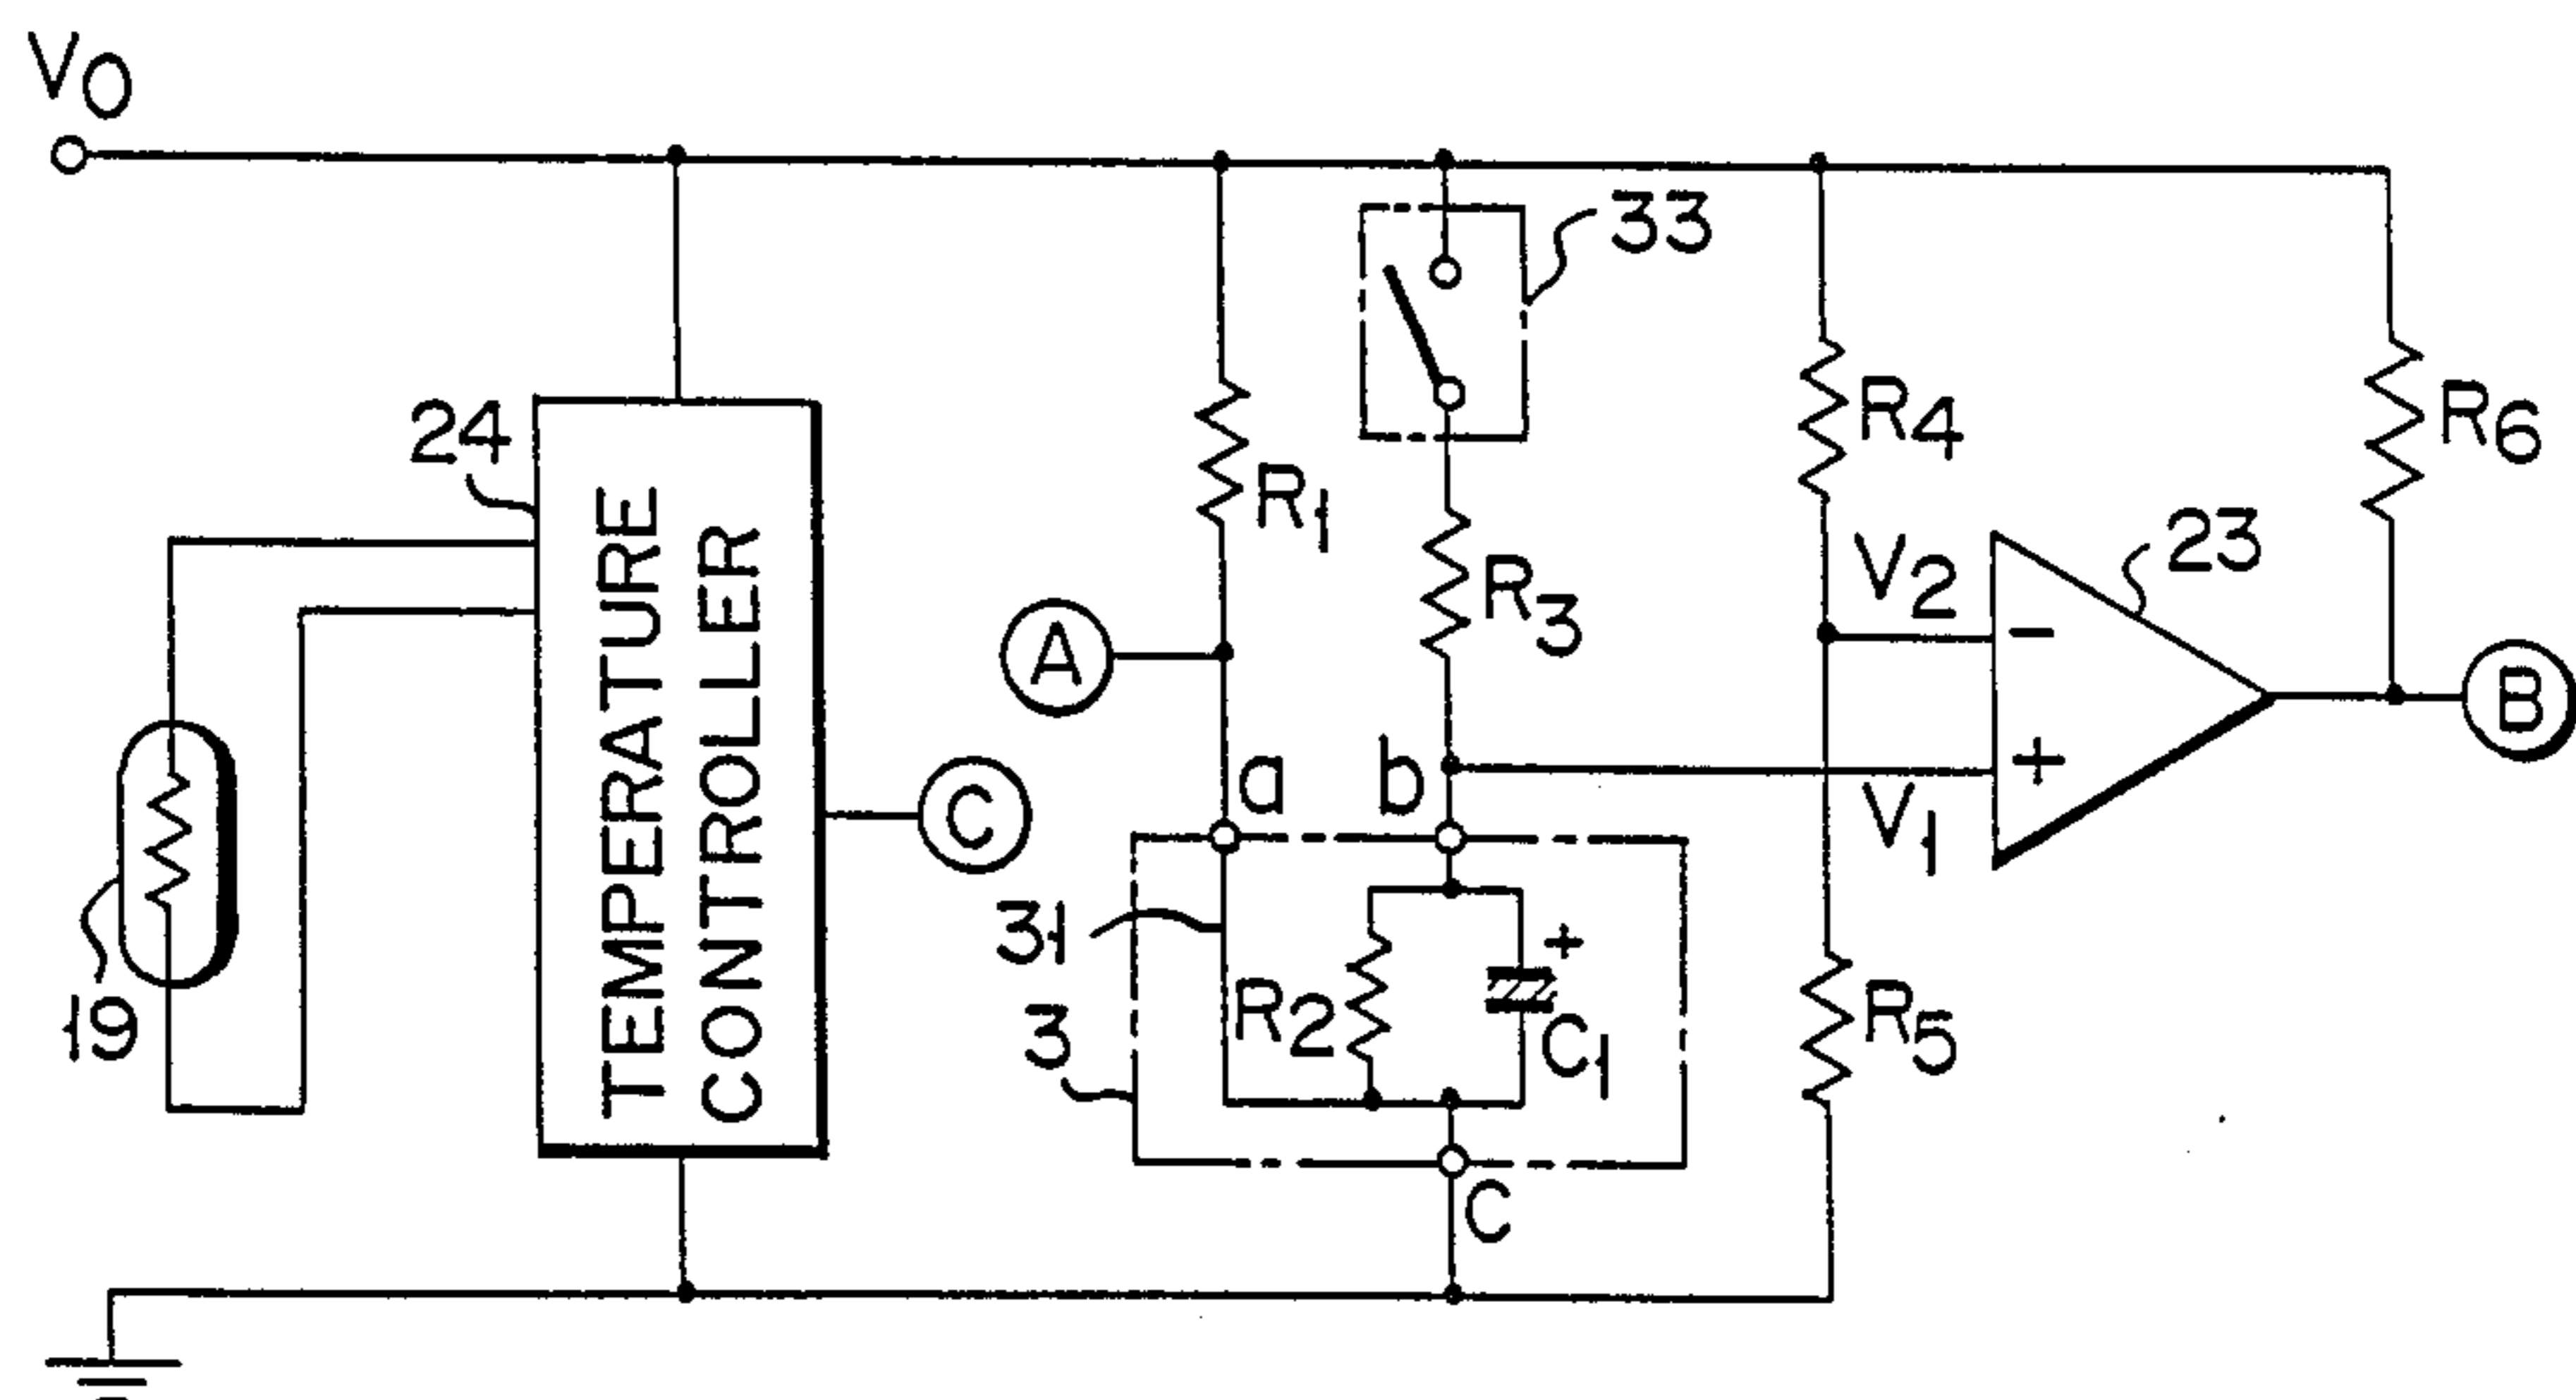 V0
33
24
R1
R4
R6
R3
V2
23
A
−
B
TEMPERATURE
CONTROLLER
a
b
+
C
V1
31
+
R2
C1
3
R5
19
c